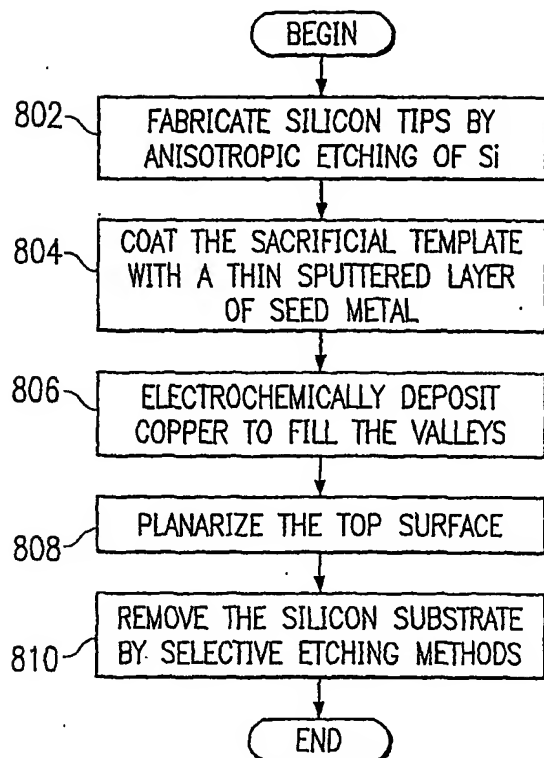 BEGIN
802
FABRICATE SILICON TIPS BY
ANISOTROPIC ETCHING OF Si
804
COAT THE SACRIFICIAL TEMPLATE
WITH A THIN SPUTTERED LAYER
OF SEED METAL
806
ELECTROCHEMICALLY DEPOSIT
COPPER TO FILL THE VALLEYS
808
PLANARIZE THE TOP SURFACE
810
REMOVE THE SILICON SUBSTRATE
BY SELECTIVE ETCHING METHODS
END